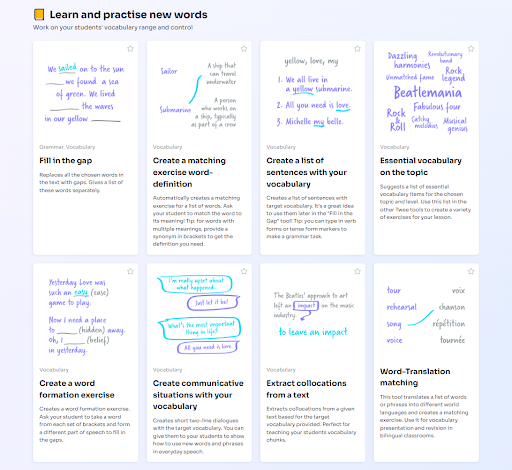 Learn and practise new words
Work on your students' vocabulary range and control
We sailed on to the sun
____ we found a sea
of green. We lived
____ the waves
in our yellow ____
Grammar, Vocabulary
Fill in the gap
Replaces all the chosen words in the text with gaps. Gives a list of these words separately.
Sailor
Submarine
A ship that
can travel
underwater
A person
who works on
a ship, typically
as part of a crew
Vocabulary
Create a matching
exercise word-
definition
Automatically creates a matching
exercise for a list of words. Ask
your student to match the word to
its meaning! Tip: for words with
multiple meanings, provide a
synonym in brackets to get the
definition you need.
yellow, love, my
1. We all live in
a yellow submarine.
2. All you need is love.
3. Michelle my belle.
Vocabulary
Create a list of
sentences with your
vocabulary
Creates a list of sentences with
target vocabulary. It's a great idea
to use them later in the "Fill in the
Gap" tool! Tip: you can type in verb
forms or tense form markers to
make a grammar task.
Dazzling
harmonies
Revolutionary
band
Unmatched fame
Rock
legend
Beatlemania
Fabulous four
Rock
&
Roll
Catchy
melodies
Musical
genius
Vocabulary
Essential vocabulary
on the topic
Suggests a list of essential
vocabulary items for the chosen
topic and level. Use this list in the
other Twee tools to create a variety
of exercises for your lesson.
Yesterday Love was
such an easy (ease)
game to play.
Now I need a place
to ____ (hidden) away.
Oh, I ____ (belief)
in yesterday.
Vocabulary
Create a word
formation exercise
Creates a word formation exercise.
Ask your student to take a word
from each set of brackets and form
a different part of speech to fill in
the gaps.
I'm really upset about
what happened.
Just let it be!
What's the most important
thing in life?
All you need is love
Vocabulary
Create communicative
situations with your
vocabulary
Creates short two-line dialogues
with the target vocabulary. You can
give them to your students to show
how to use new words and phrases
in everyday speech.
The Beatles' approach to art
left an impact on the music
industry.
to leave an impact
Vocabulary
Extract collocations
from a text
Extracts collocations from a given
text based for the target
vocabulary provided. Perfect for
teaching your students vocabulary
chunks.
tour
rehearsal
song
voice
voix
chanson
répétition
tournée
Word-Translation
matching
This tool translates a list of words
or phrases into different world
languages and creates a matching
exercise. Use it for vocabulary
presentation and revision in
bilingual classrooms.